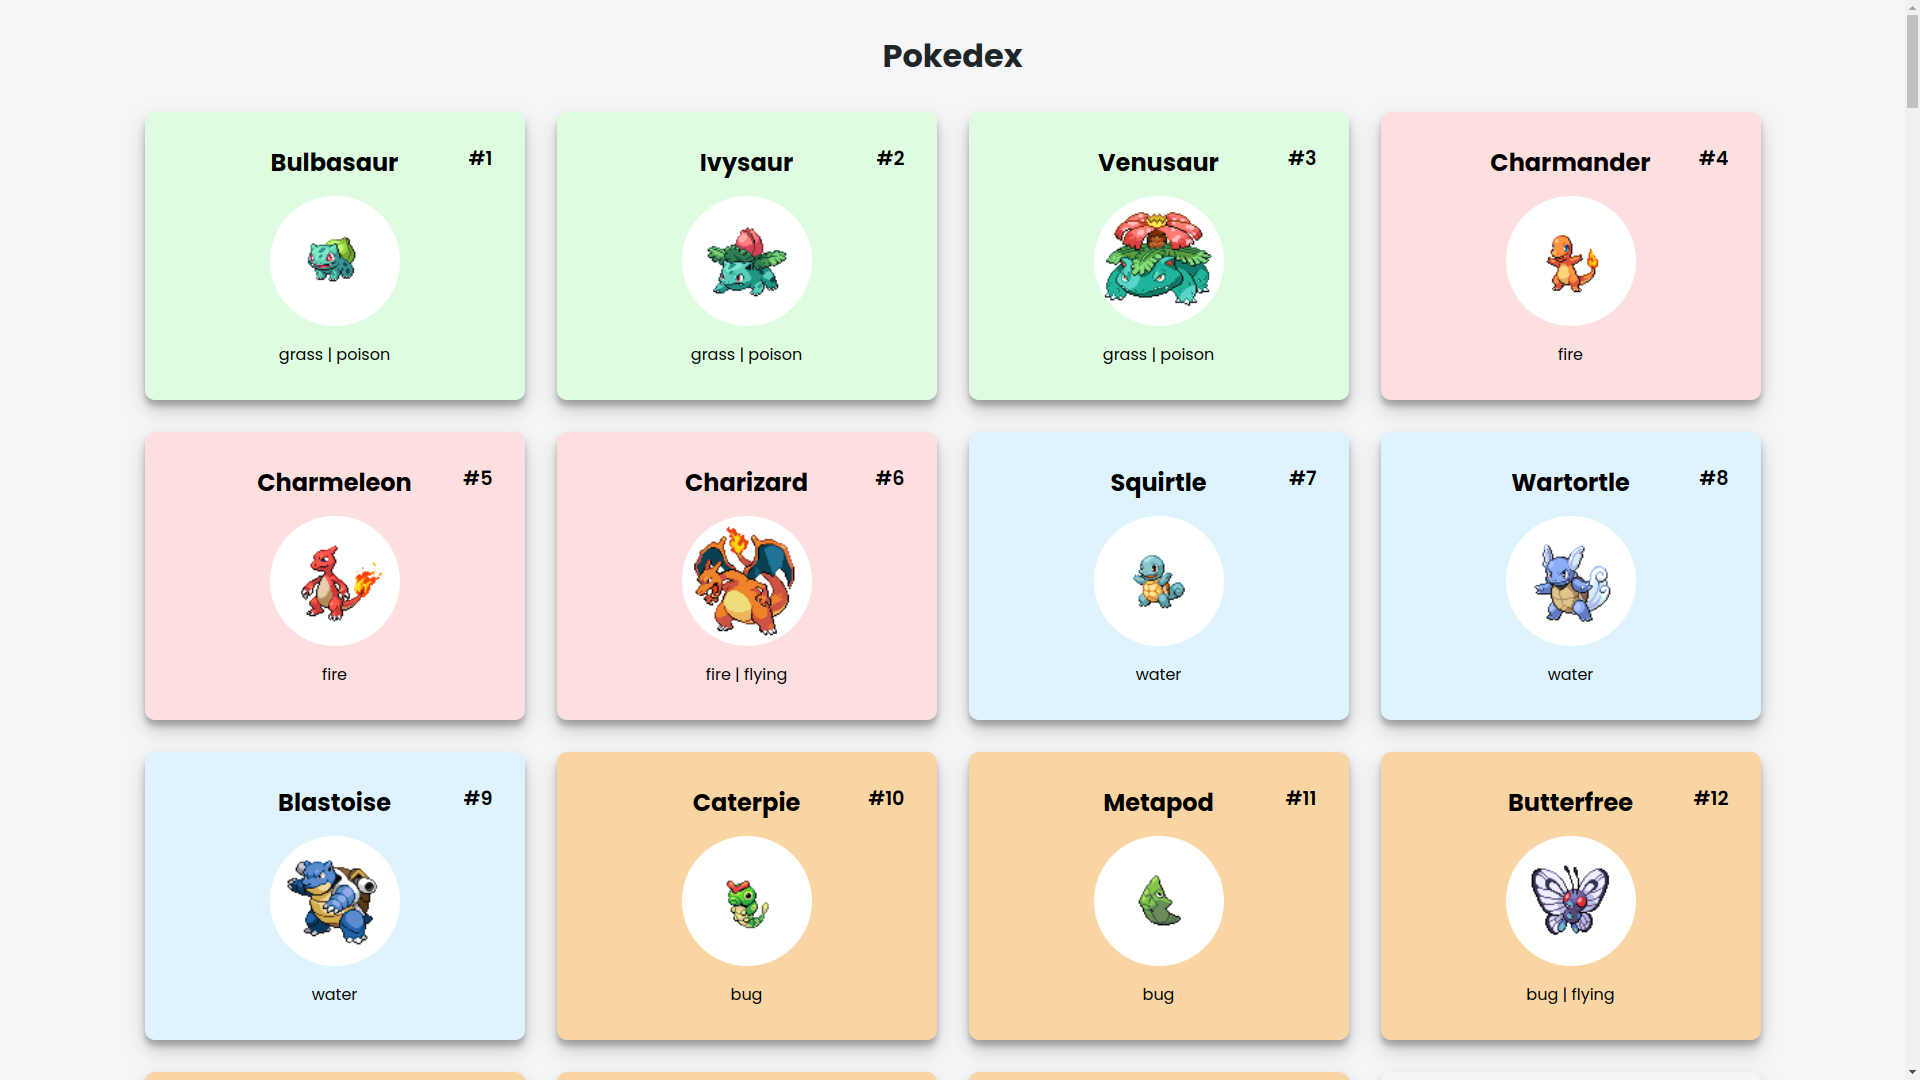 Pokedex
Bulbasaur #1
grass | poison
Ivysaur #2
grass | poison
Venusaur #3
grass | poison
Charmander #4
fire
Charmeleon #5
fire
Charizard #6
fire | flying
Squirtle #7
water
Wartortle #8
water
Blastoise #9
water
Caterpie #10
bug
Metapod #11
bug
Butterfree #12
bug | flying